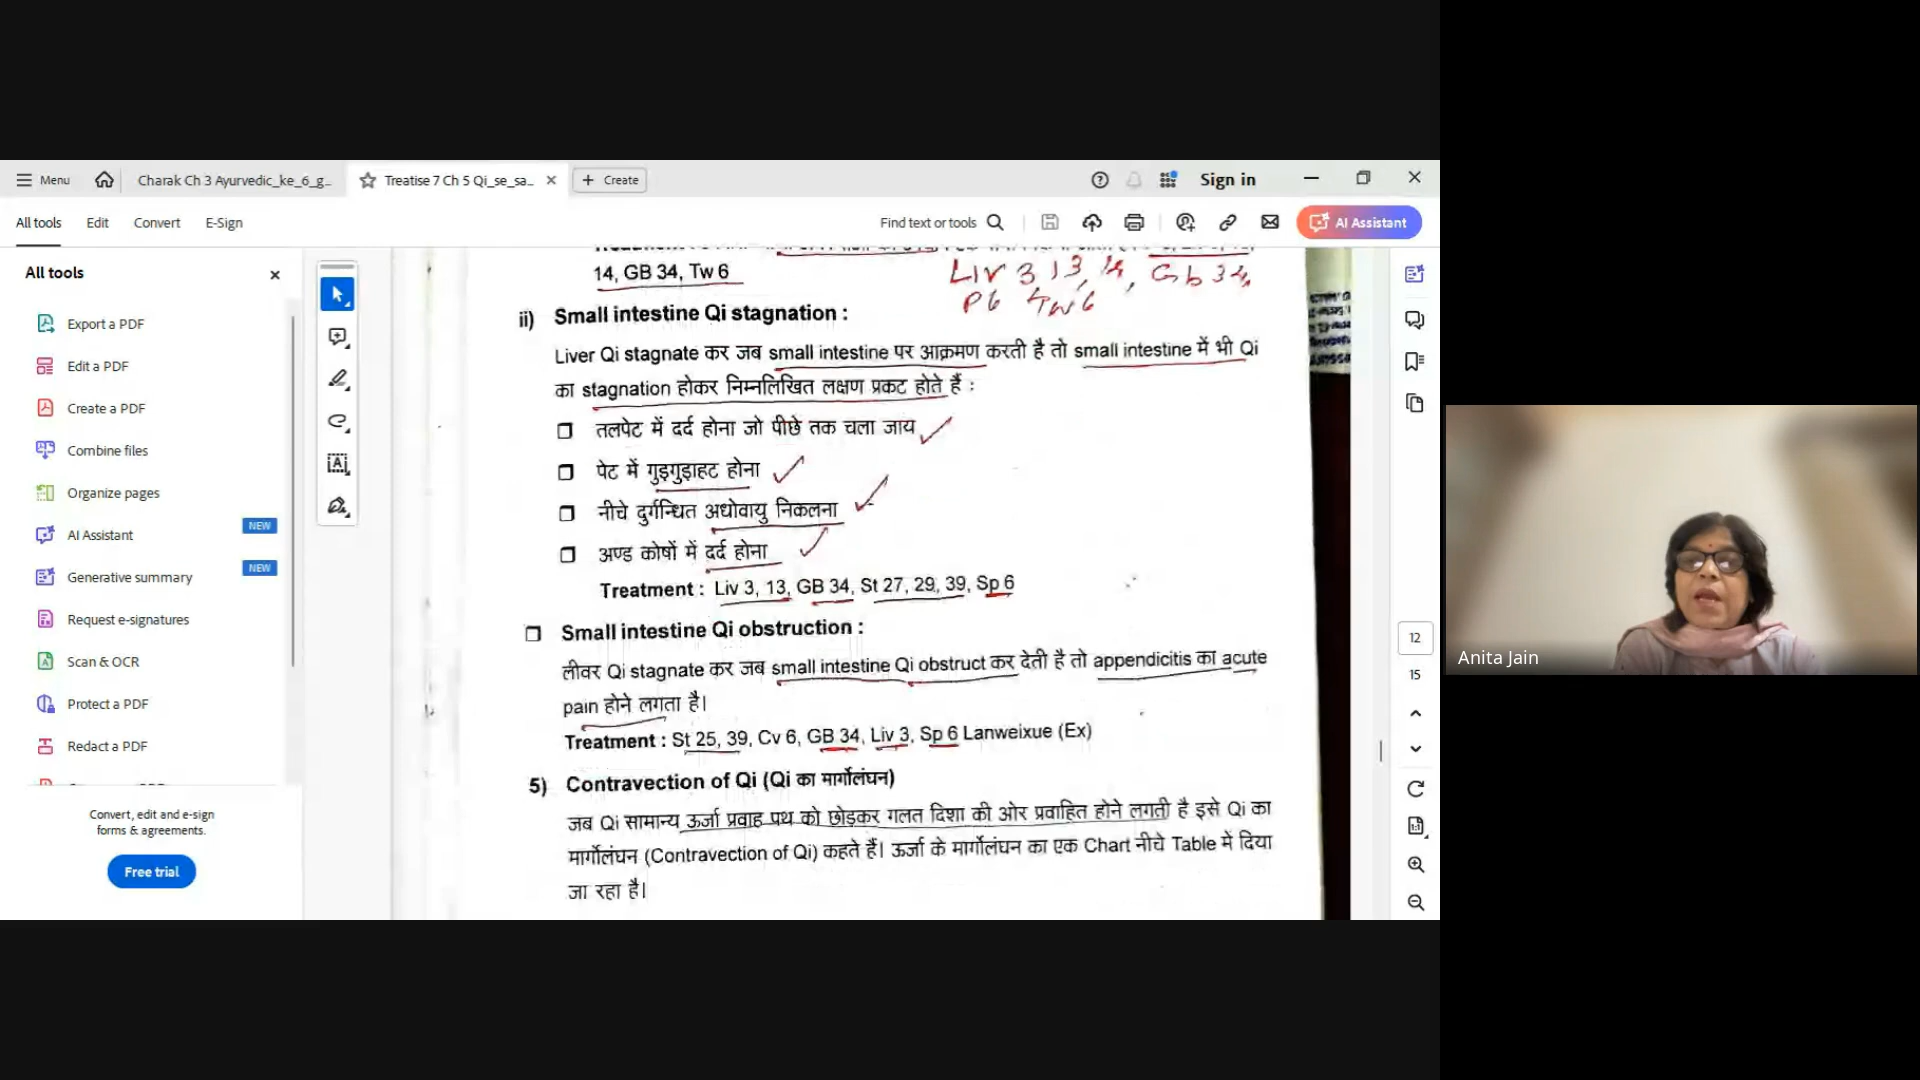 Menu
Charak Ch 3 Ayurvedic_ke_6_g...
Treatise 7 Ch 5 Qi_se_sa...
Create
Sign in
All tools
Edit
Convert
E-Sign
Find text or tools
AI Assistant
All tools
Export a PDF
Edit a PDF
Create a PDF
Combine files
Organize pages
AI Assistant
NEW
Generative summary
NEW
Request e-signatures
Scan & OCR
Protect a PDF
Redact a PDF
Convert, edit and e-sign
forms & agreements.
Free trial
14, GB 34, Tw 6
Liv 3 13, 14, Gb 34,
P6 Tw 6
ii) Small intestine Qi stagnation :
Liver Qi stagnate कर जब small intestine पर आक्रमण करती है तो small intestine में भी Qi
का stagnation होकर निम्नलिखित लक्षण प्रकट होते हैं :
तलपेट में दर्द होना जो पीछे तक चला जाय
पेट में गुड़गुड़ाहट होना
नीचे दुर्गन्धित अधोवायु निकलना
अण्ड कोषों में दर्द होना
Treatment : Liv 3, 13, GB 34, St 27, 29, 39, Sp 6
Small intestine Qi obstruction :
लीवर Qi stagnate कर जब small intestine Qi obstruct कर देती है तो appendicitis का acute
pain होने लगता है।
Treatment : St 25, 39, Cv 6, GB 34, Liv 3, Sp 6 Lanweixue (Ex)
5) Contravection of Qi (Qi का मार्गोलंघन)
जब Qi सामान्य ऊर्जा प्रवाह पथ को छोड़कर गलत दिशा की ओर प्रवाहित होने लगती है इसे Qi का
मार्गोलंघन (Contravection of Qi) कहते हैं। ऊर्जा के मार्गोलंघन का एक Chart नीचे Table में दिया
जा रहा है।
12
15
Anita Jain